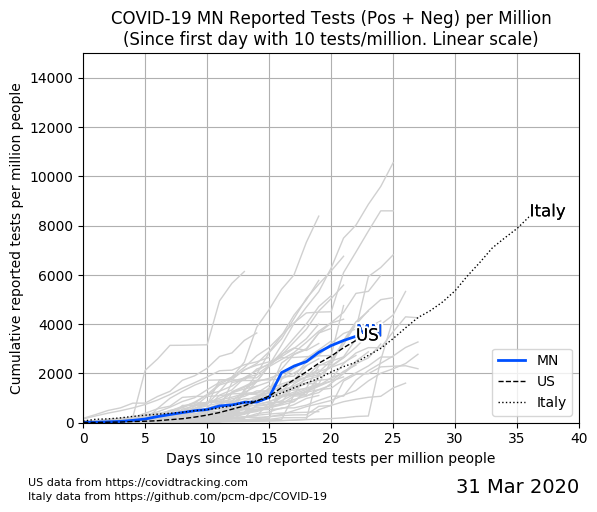 COVID-19 MN Reported Tests (Pos + Neg) per Million
(Since first day with 10 tests/million. Linear scale)
Cumulative reported tests per million people
14000
12000
10000
8000
6000
4000
2000
0
Italy
US
MN
US
Italy
0 5 10 15 20 25 30 35 40
Days since 10 reported tests per million people
US data from https://covidtracking.com
Italy data from https://github.com/pcm-dpc/COVID-19
31 Mar 2020